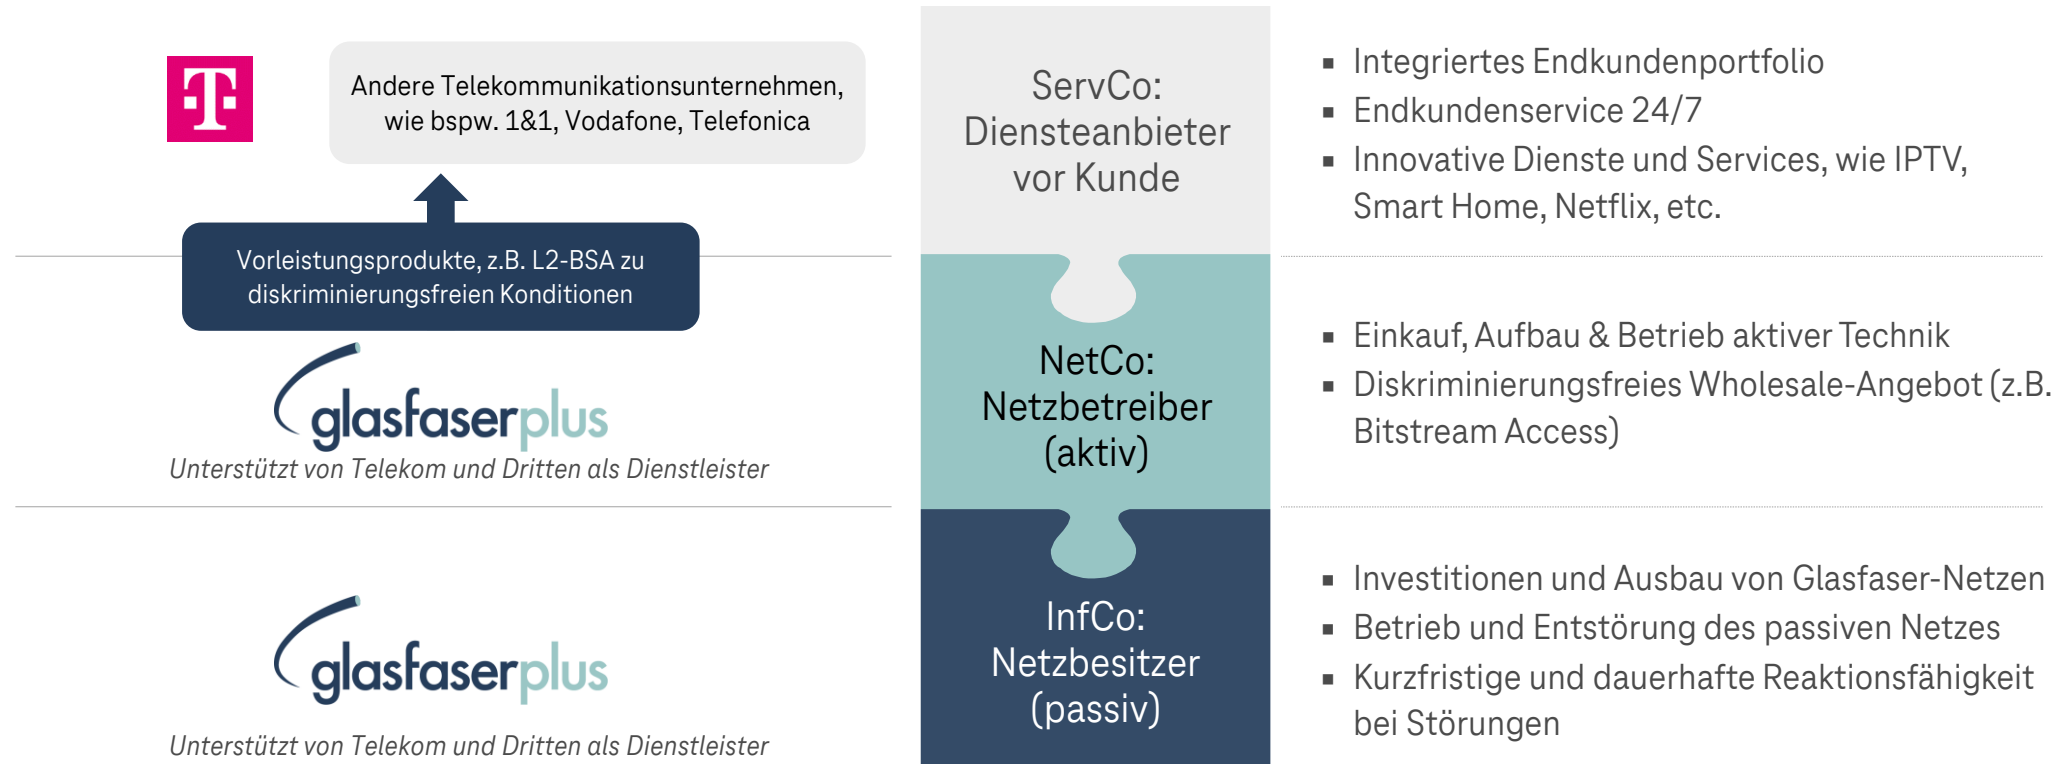 T
Andere Telekommunikationsunternehmen,
wie bspw. 1&1, Vodafone, Telefonica
ServCo:
Diensteanbieter
vor Kunde
▪ Integriertes Endkundenportfolio
▪ Endkundenservice 24/7
▪ Innovative Dienste und Services, wie IPTV,
Smart Home, Netflix, etc.
Vorleistungsprodukte, z.B. L2-BSA zu
diskriminierungsfreien Konditionen
glasfaserplus
Unterstützt von Telekom und Dritten als Dienstleister
NetCo:
Netzbetreiber
(aktiv)
▪ Einkauf, Aufbau & Betrieb aktiver Technik
▪ Diskriminierungsfreies Wholesale-Angebot (z.B.
Bitstream Access)
glasfaserplus
Unterstützt von Telekom und Dritten als Dienstleister
InfCo:
Netzbesitzer
(passiv)
▪ Investitionen und Ausbau von Glasfaser-Netzen
▪ Betrieb und Entstörung des passiven Netzes
▪ Kurzfristige und dauerhafte Reaktionsfähigkeit
bei Störungen